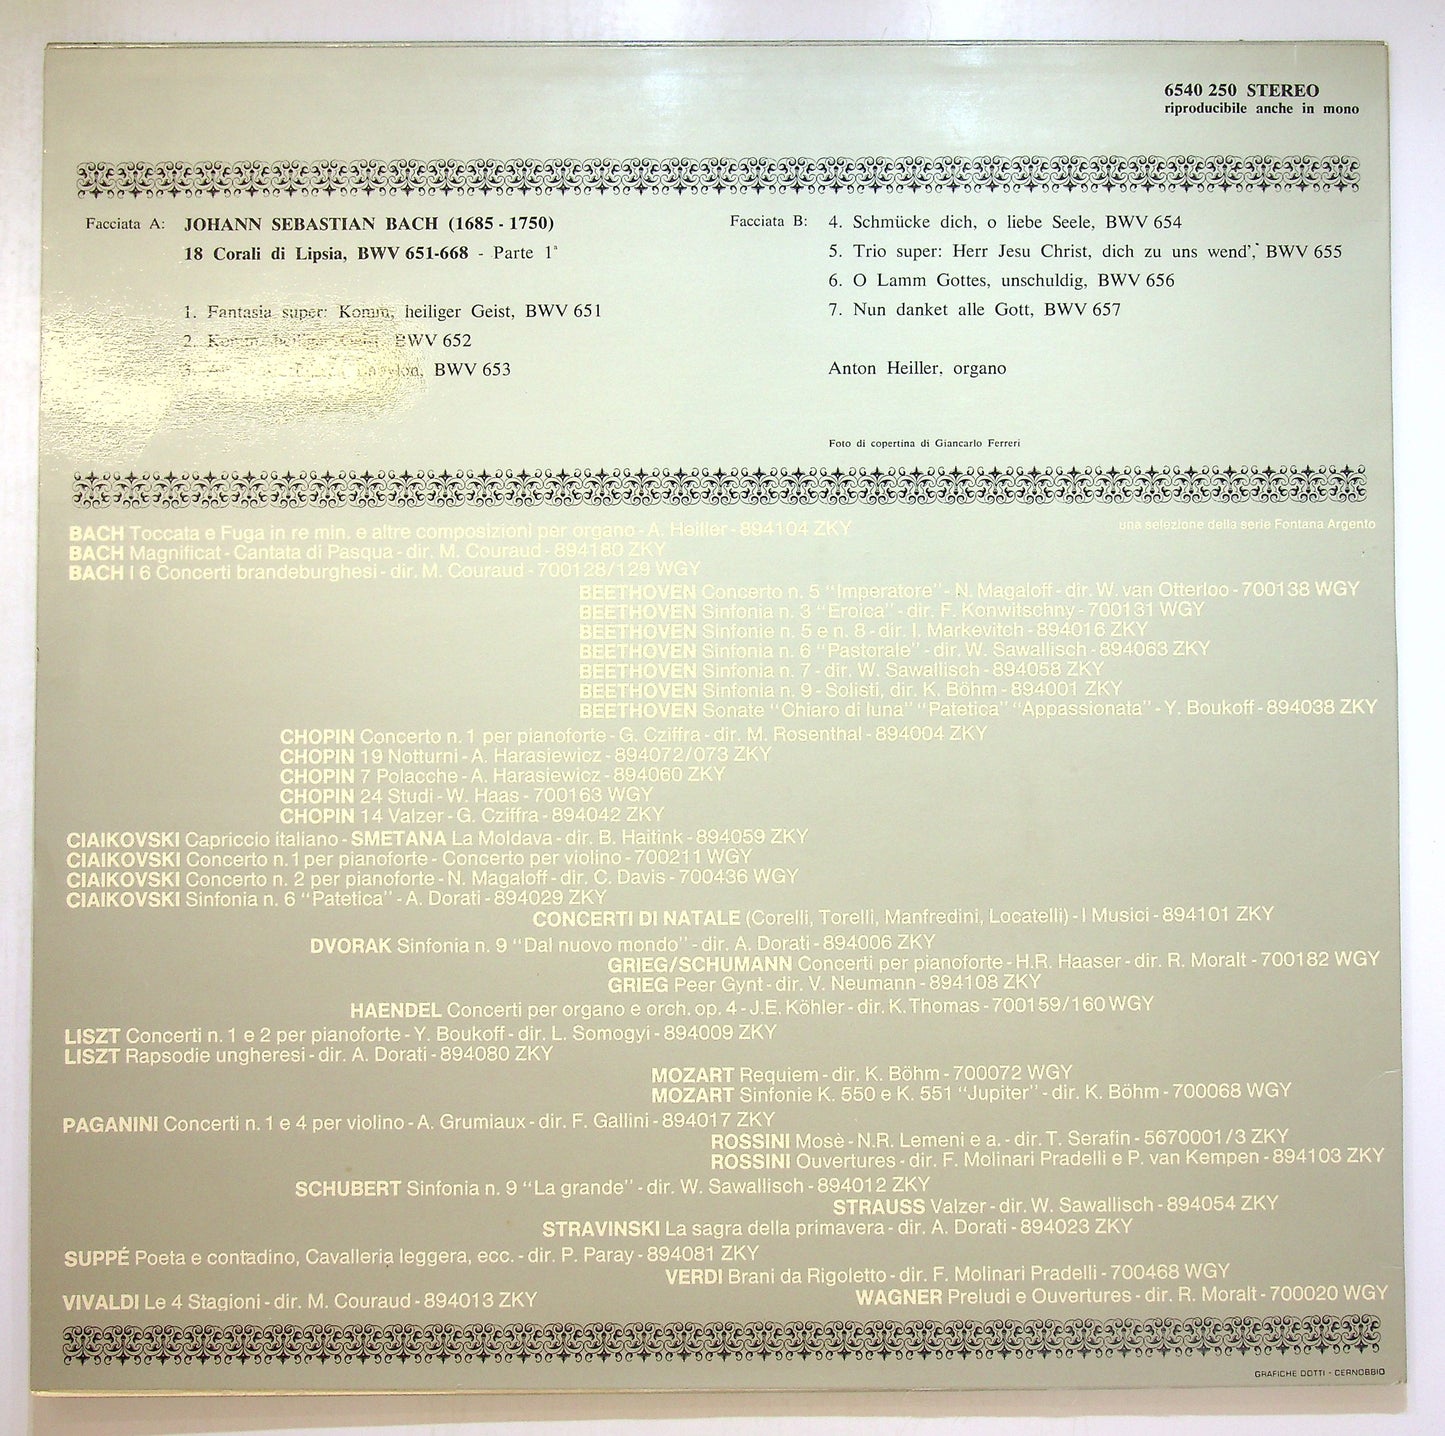 6540 250 STEREO
riproducibile anche in mono
Facciata A: JOHANN SEBASTIAN BACH (1685 - 1750)
18 Corali di Lipsia, BWV 651-668 - Parte 1ª
1. Fantasia super: Komm, heiliger Geist, BWV 651
2. Komm, heiliger Geist, BWV 652
3. Babylon, BWV 653
Facciata B: 4. Schmücke dich, o liebe Seele, BWV 654
5. Trio super: Herr Jesu Christ, dich zu uns wend', BWV 655
6. O Lamm Gottes, unschuldig, BWV 656
7. Nun danket alle Gott, BWV 657
Anton Heiller, organo
Foto di copertina di Giancarlo Ferreri
una selezione della serie Fontana Argento
BACH Toccata e Fuga in re min. e altre composizioni per organo - A. Heiller - 894104 ZKY
BACH Magnificat - Cantata di Pasqua - dir. M. Couraud - 894180 ZKY
BACH I 6 Concerti brandeburghesi - dir. M. Couraud - 700128/129 WGY
BEETHOVEN Concerto n. 5 "Imperatore" - N. Magaloff - dir. W. van Otterloo - 700138 WGY
BEETHOVEN Sinfonia n. 3 "Eroica" - dir. F. Konwitschny - 700131 WGY
BEETHOVEN Sinfonie n. 5 e n. 8 - dir. I. Markevitch - 894016 ZKY
BEETHOVEN Sinfonia n. 6 "Pastorale" - dir. W. Sawallisch - 894063 ZKY
BEETHOVEN Sinfonia n. 7 - dir. W. Sawallisch - 894058 ZKY
BEETHOVEN Sinfonia n. 9 - Solisti, dir. K. Böhm - 894001 ZKY
BEETHOVEN Sonate "Chiaro di luna" "Patetica" "Appassionata" - Y. Boukoff - 894038 ZKY
CHOPIN Concerto n. 1 per pianoforte - G. Cziffra - dir. M. Rosenthal - 894004 ZKY
CHOPIN 19 Notturni - A. Harasiewicz - 894072/073 ZKY
CHOPIN 7 Polacche - A. Harasiewicz - 894060 ZKY
CHOPIN 24 Studi - W. Haas - 700163 WGY
CHOPIN 14 Valzer - G. Cziffra - 894042 ZKY
CIAIKOVSKI Capriccio italiano - SMETANA La Moldava - dir. B. Haitink - 894059 ZKY
CIAIKOVSKI Concerto n. 1 per pianoforte - Concerto per violino - 700211 WGY
CIAIKOVSKI Concerto n. 2 per pianoforte - N. Magaloff - dir. C. Davis - 700436 WGY
CIAIKOVSKI Sinfonia n. 6 "Patetica" - A. Dorati - 894029 ZKY
CONCERTI DI NATALE (Corelli, Torelli, Manfredini, Locatelli) - I Musici - 894101 ZKY
DVORAK Sinfonia n. 9 "Dal nuovo mondo" - dir. A. Dorati - 894006 ZKY
GRIEG/SCHUMANN Concerti per pianoforte - H.R. Haaser - dir. R. Moralt - 700182 WGY
GRIEG Peer Gynt - dir. V. Neumann - 894108 ZKY
HAENDEL Concerti per organo e orch. op. 4 - J.E. Köhler - dir. K. Thomas - 700159/160 WGY
LISZT Concerti n. 1 e 2 per pianoforte - Y. Boukoff - dir. L. Somogyi - 894009 ZKY
LISZT Rapsodie ungheresi - dir. A. Dorati - 894080 ZKY
MOZART Requiem - dir. K. Böhm - 700072 WGY
MOZART Sinfonie K. 550 e K. 551 "Jupiter" - dir. K. Böhm - 700068 WGY
PAGANINI Concerti n. 1 e 4 per violino - A. Grumiaux - dir. F. Gallini - 894017 ZKY
ROSSINI Mosè - N.R. Lemeni e a. - dir. T. Serafin - 5670001/3 ZKY
ROSSINI Ouvertures - dir. F. Molinari Pradelli e P. van Kempen - 894103 ZKY
SCHUBERT Sinfonia n. 9 "La grande" - dir. W. Sawallisch - 894012 ZKY
STRAUSS Valzer - dir. W. Sawallisch - 894054 ZKY
STRAVINSKI La sagra della primavera - dir. A. Dorati - 894023 ZKY
SUPPÉ Poeta e contadino, Cavalleria leggera, ecc. - dir. P. Paray - 894081 ZKY
VERDI Brani da Rigoletto - dir. F. Molinari Pradelli - 700468 WGY
VIVALDI Le 4 Stagioni - dir. M. Couraud - 894013 ZKY
WAGNER Preludi e Ouvertures - dir. R. Moralt - 700020 WGY
GRAFICHE DOTTI - CERNOBBIO